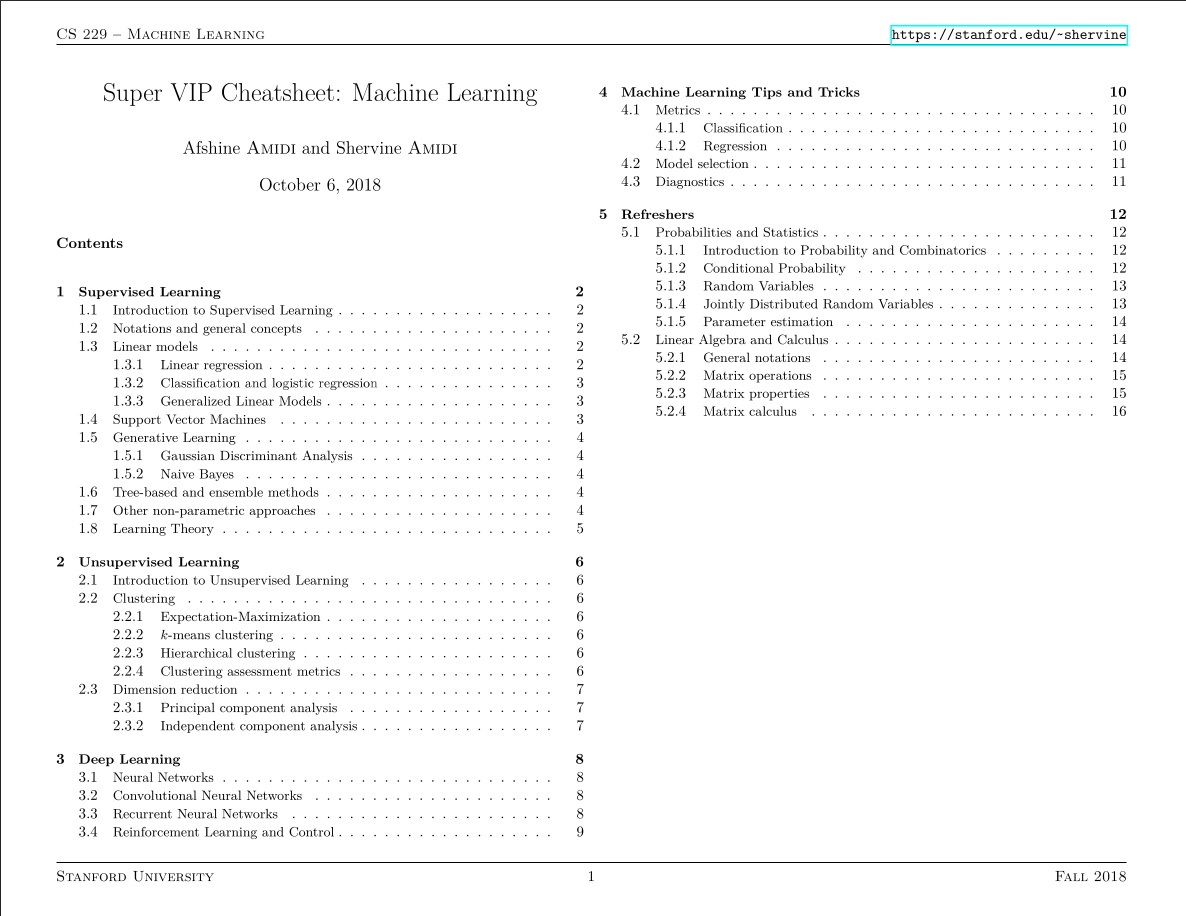 CS 229 – Machine Learning
https://stanford.edu/~shervine
Super VIP Cheatsheet: Machine Learning
Afshine Amidi and Shervine Amidi
October 6, 2018
Contents
1 Supervised Learning 2
1.1 Introduction to Supervised Learning . . . . . . . . . . . . . . . . . . . 2
1.2 Notations and general concepts . . . . . . . . . . . . . . . . . . . . . 2
1.3 Linear models . . . . . . . . . . . . . . . . . . . . . . . . . . . . . . 2
1.3.1 Linear regression . . . . . . . . . . . . . . . . . . . . . . . . . 2
1.3.2 Classification and logistic regression . . . . . . . . . . . . . . . 3
1.3.3 Generalized Linear Models . . . . . . . . . . . . . . . . . . . . 3
1.4 Support Vector Machines . . . . . . . . . . . . . . . . . . . . . . . . 3
1.5 Generative Learning . . . . . . . . . . . . . . . . . . . . . . . . . . . 4
1.5.1 Gaussian Discriminant Analysis . . . . . . . . . . . . . . . . . 4
1.5.2 Naive Bayes . . . . . . . . . . . . . . . . . . . . . . . . . . . 4
1.6 Tree-based and ensemble methods . . . . . . . . . . . . . . . . . . . . 4
1.7 Other non-parametric approaches . . . . . . . . . . . . . . . . . . . . 4
1.8 Learning Theory . . . . . . . . . . . . . . . . . . . . . . . . . . . . . 5
2 Unsupervised Learning 6
2.1 Introduction to Unsupervised Learning . . . . . . . . . . . . . . . . . 6
2.2 Clustering . . . . . . . . . . . . . . . . . . . . . . . . . . . . . . . . 6
2.2.1 Expectation-Maximization . . . . . . . . . . . . . . . . . . . . 6
2.2.2 k-means clustering . . . . . . . . . . . . . . . . . . . . . . . . 6
2.2.3 Hierarchical clustering . . . . . . . . . . . . . . . . . . . . . . 6
2.2.4 Clustering assessment metrics . . . . . . . . . . . . . . . . . . 6
2.3 Dimension reduction . . . . . . . . . . . . . . . . . . . . . . . . . . . 7
2.3.1 Principal component analysis . . . . . . . . . . . . . . . . . . 7
2.3.2 Independent component analysis . . . . . . . . . . . . . . . . . 7
3 Deep Learning 8
3.1 Neural Networks . . . . . . . . . . . . . . . . . . . . . . . . . . . . . 8
3.2 Convolutional Neural Networks . . . . . . . . . . . . . . . . . . . . . 8
3.3 Recurrent Neural Networks . . . . . . . . . . . . . . . . . . . . . . . 8
3.4 Reinforcement Learning and Control . . . . . . . . . . . . . . . . . . . 9
4 Machine Learning Tips and Tricks 10
4.1 Metrics . . . . . . . . . . . . . . . . . . . . . . . . . . . . . . . . . . 10
4.1.1 Classification . . . . . . . . . . . . . . . . . . . . . . . . . . . 10
4.1.2 Regression . . . . . . . . . . . . . . . . . . . . . . . . . . . . 10
4.2 Model selection . . . . . . . . . . . . . . . . . . . . . . . . . . . . . . 11
4.3 Diagnostics . . . . . . . . . . . . . . . . . . . . . . . . . . . . . . . . 11
5 Refreshers 12
5.1 Probabilities and Statistics . . . . . . . . . . . . . . . . . . . . . . . . 12
5.1.1 Introduction to Probability and Combinatorics . . . . . . . . . 12
5.1.2 Conditional Probability . . . . . . . . . . . . . . . . . . . . . 12
5.1.3 Random Variables . . . . . . . . . . . . . . . . . . . . . . . . 13
5.1.4 Jointly Distributed Random Variables . . . . . . . . . . . . . . 13
5.1.5 Parameter estimation . . . . . . . . . . . . . . . . . . . . . . 14
5.2 Linear Algebra and Calculus . . . . . . . . . . . . . . . . . . . . . . . 14
5.2.1 General notations . . . . . . . . . . . . . . . . . . . . . . . . 14
5.2.2 Matrix operations . . . . . . . . . . . . . . . . . . . . . . . . 15
5.2.3 Matrix properties . . . . . . . . . . . . . . . . . . . . . . . . 15
5.2.4 Matrix calculus . . . . . . . . . . . . . . . . . . . . . . . . . 16
Stanford University
1
Fall 2018